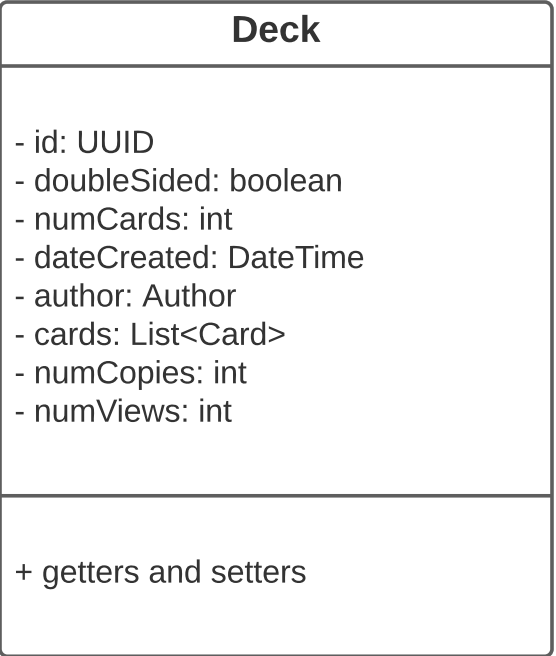 Deck
- id: UUID
- doubleSided: boolean
- numCards: int
- dateCreated: DateTime
- author: Author
- cards: List<Card>
- numCopies: int
- numViews: int
+ getters and setters